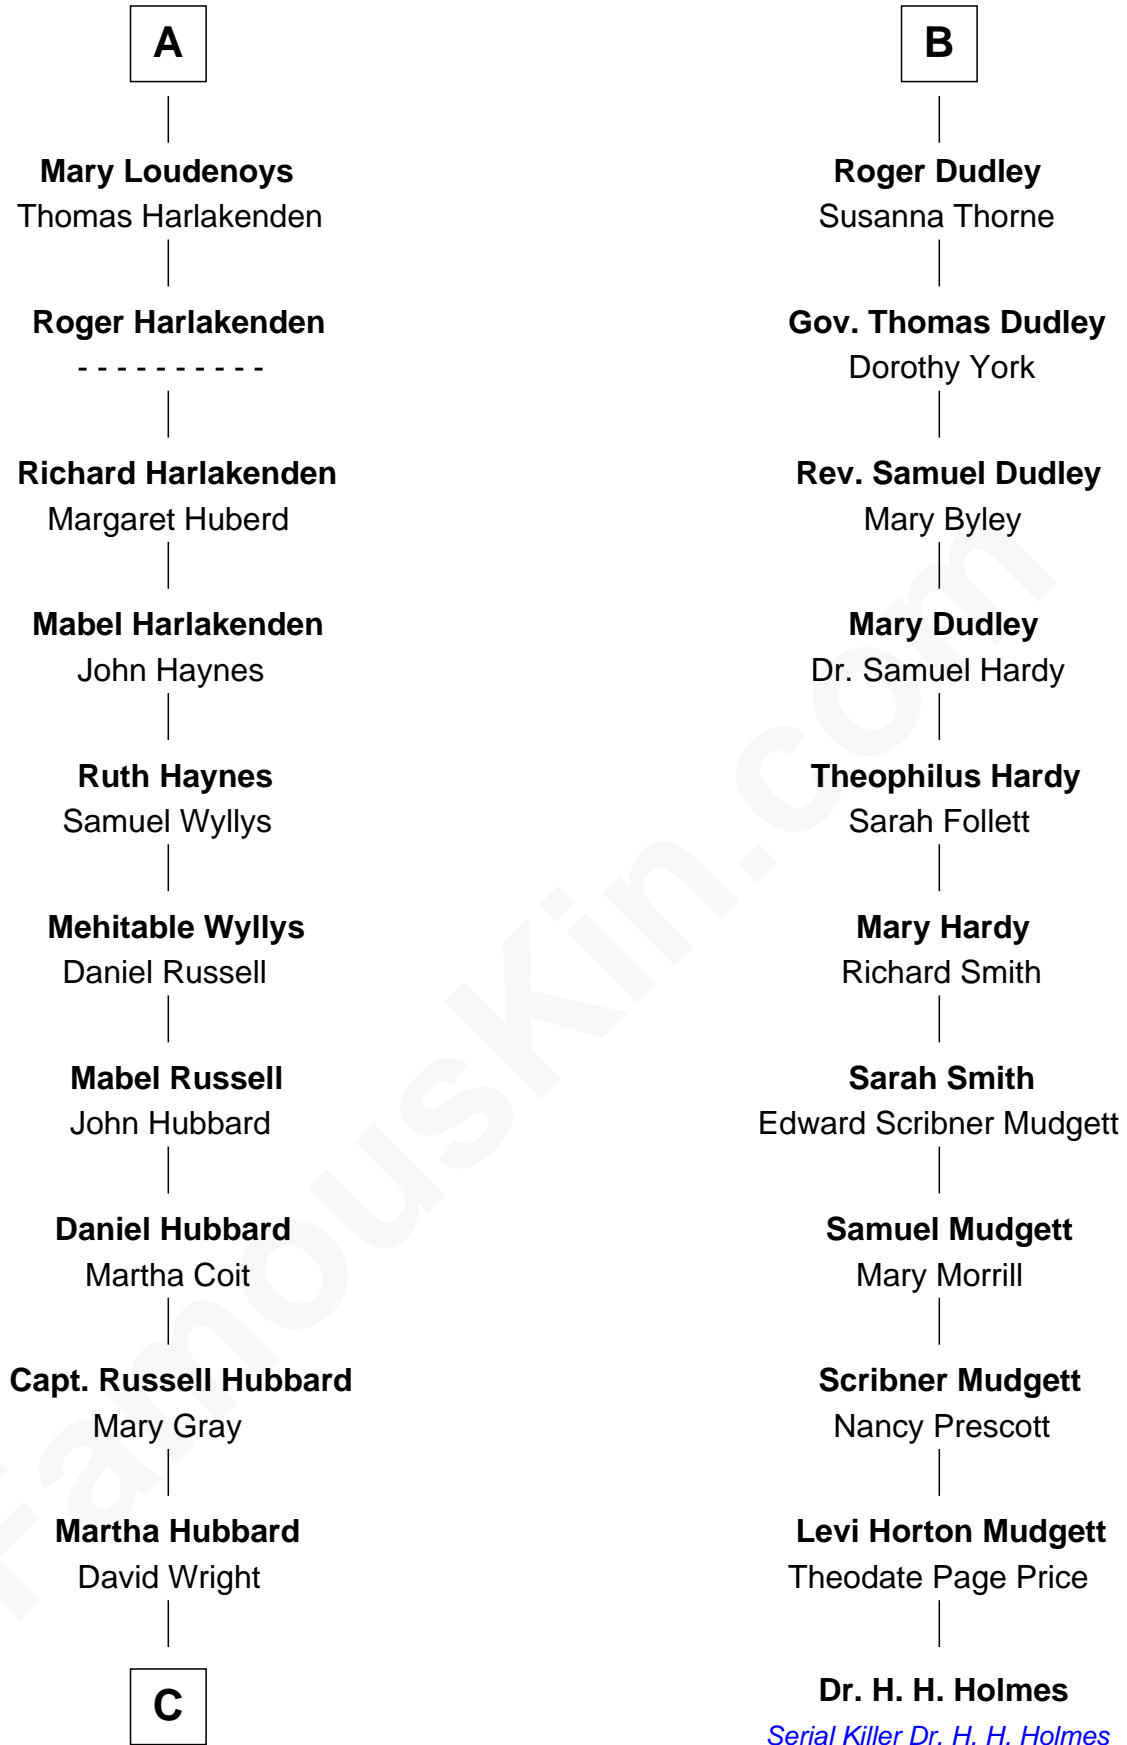 A
Mary Loudenoys
Thomas Harlakenden
Roger Harlakenden
- - - - - - - - - -
Richard Harlakenden
Margaret Huberd
Mabel Harlakenden
John Haynes
Ruth Haynes
Samuel Wyllys
Mehitable Wyllys
Daniel Russell
Mabel Russell
John Hubbard
Daniel Hubbard
Martha Coit
Capt. Russell Hubbard
Mary Gray
Martha Hubbard
David Wright
C
B
Roger Dudley
Susanna Thorne
Gov. Thomas Dudley
Dorothy York
Rev. Samuel Dudley
Mary Byley
Mary Dudley
Dr. Samuel Hardy
Theophilus Hardy
Sarah Follett
Mary Hardy
Richard Smith
Sarah Smith
Edward Scribner Mudgett
Samuel Mudgett
Mary Morrill
Scribner Mudgett
Nancy Prescott
Levi Horton Mudgett
Theodate Page Price
Dr. H. H. Holmes
Serial Killer Dr. H. H. Holmes
FamousKin.com